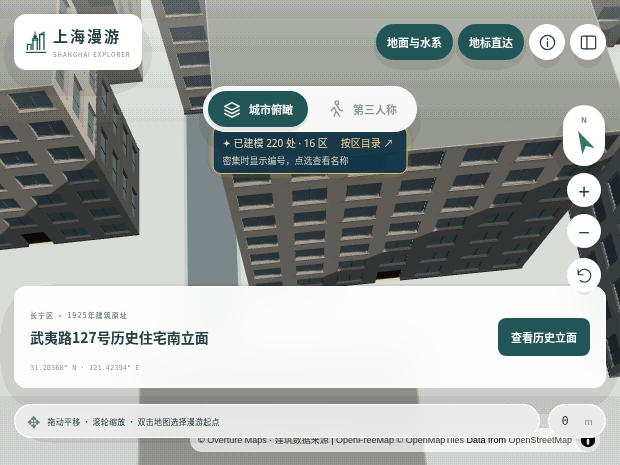 上海漫游
SHANGHAI EXPLORER
地面与水系
地标直达
城市俯瞰
第三人称
✦ 已建模 220 处 · 16 区 按区目录 ↗
密集时显示编号，点选查看名称
N
+
−
长宁区 · 1925年建筑原址
武夷路127号历史住宅南立面
31.20360° N · 121.42394° E
查看历史立面
拖动平移 · 滚轮缩放 · 双击地图选择漫游起点
0 m
© Overture Maps · 建筑数据来源 | OpenFreeMap © OpenMapTiles Data from OpenStreetMap